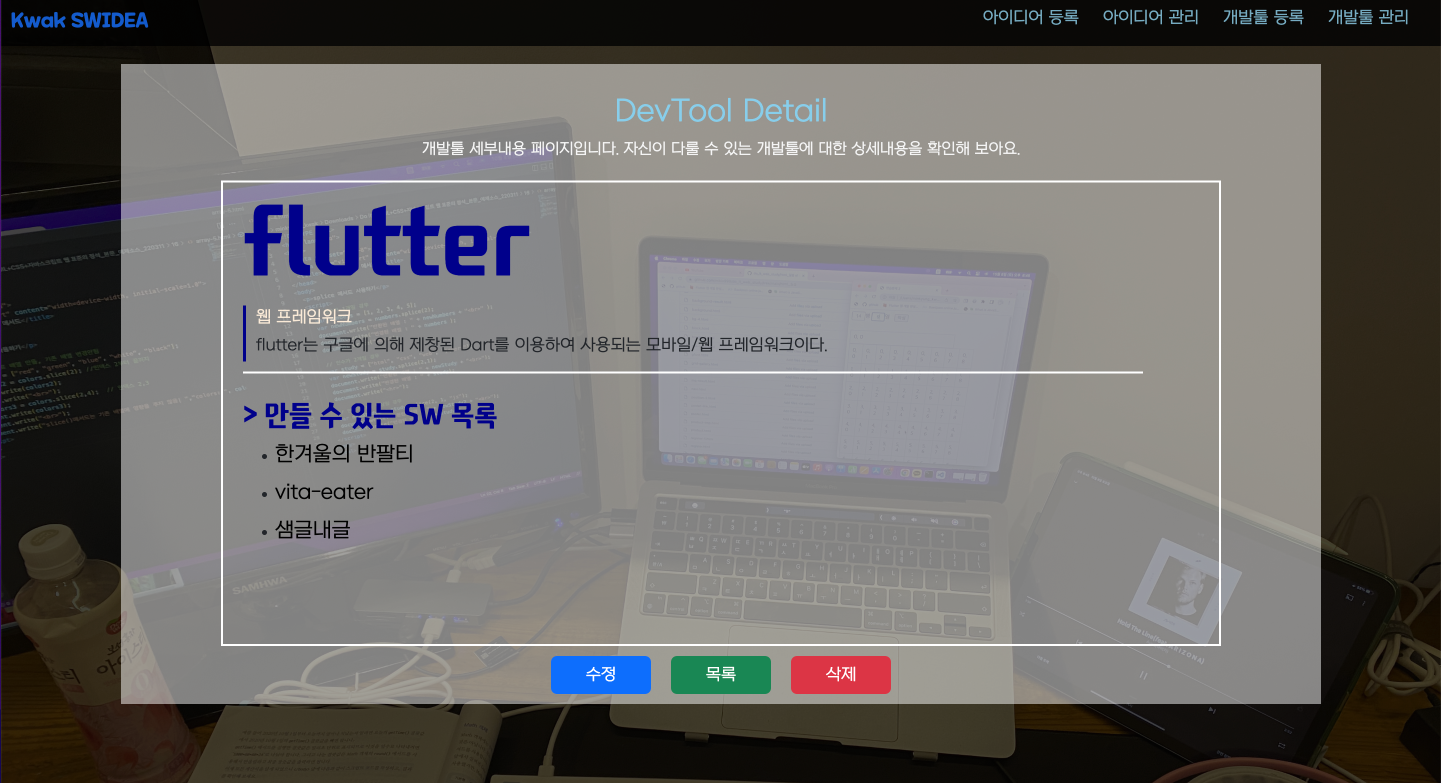 Kwak SWIDEA
아이디어 등록 아이디어 관리 개발툴 등록 개발툴 관리
DevTool Detail
개발툴 세부내용 페이지입니다. 자신이 다룰 수 있는 개발툴에 대한 상세내용을 확인해 보아요.
flutter
웹 프레임워크
flutter는 구글에 의해 제창된 Dart를 이용하여 사용되는 모바일/웹 프레임워크이다.
> 만들 수 있는 SW 목록
• 한겨울의 반팔티
• vita-eater
• 샘글내글
수정 목록 삭제